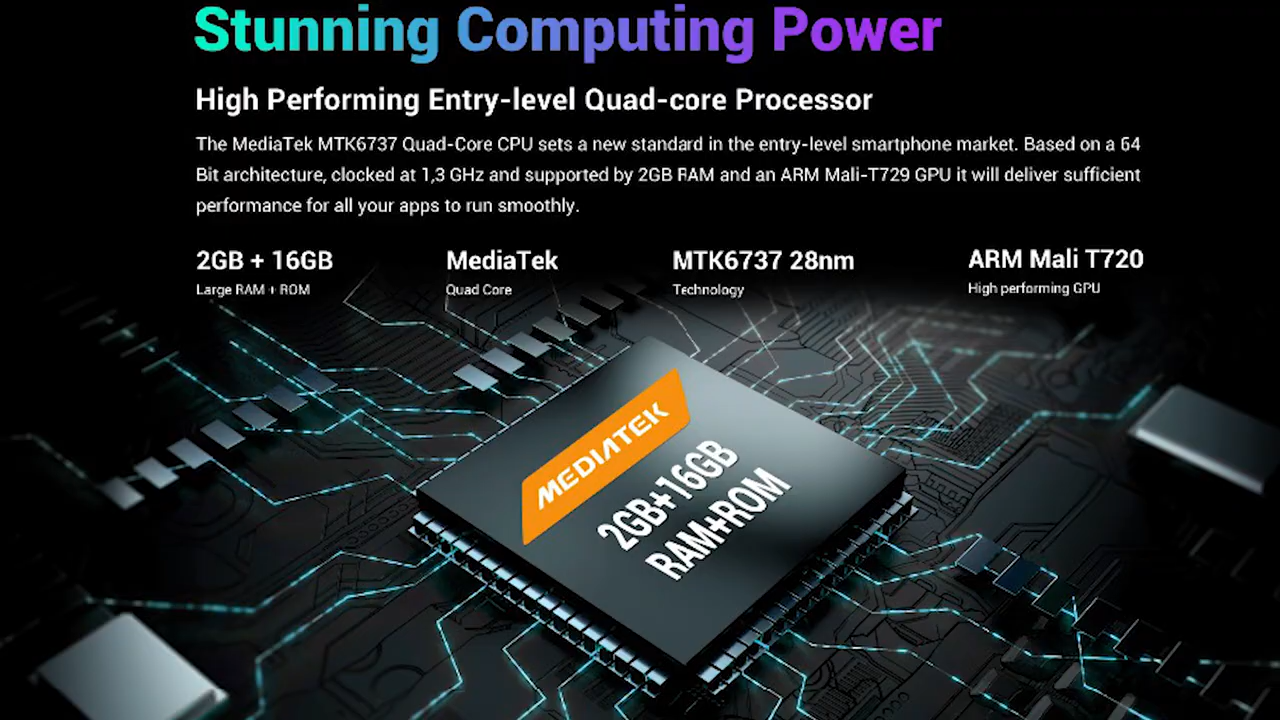 Stunning Computing Power
High Performing Entry-level Quad-core Processor
The MediaTek MTK6737 Quad-Core CPU sets a new standard in the entry-level smartphone market. Based on a 64
Bit architecture, clocked at 1,3 GHz and supported by 2GB RAM and an ARM Mali-T729 GPU it will deliver sufficient
performance for all your apps to run smoothly.
2GB + 16GB
Large RAM + ROM
MediaTek
Quad Core
MTK6737 28nm
Technology
ARM Mali T720
High performing GPU
MEDIATEK
2GB+16GB
RAM+ROM